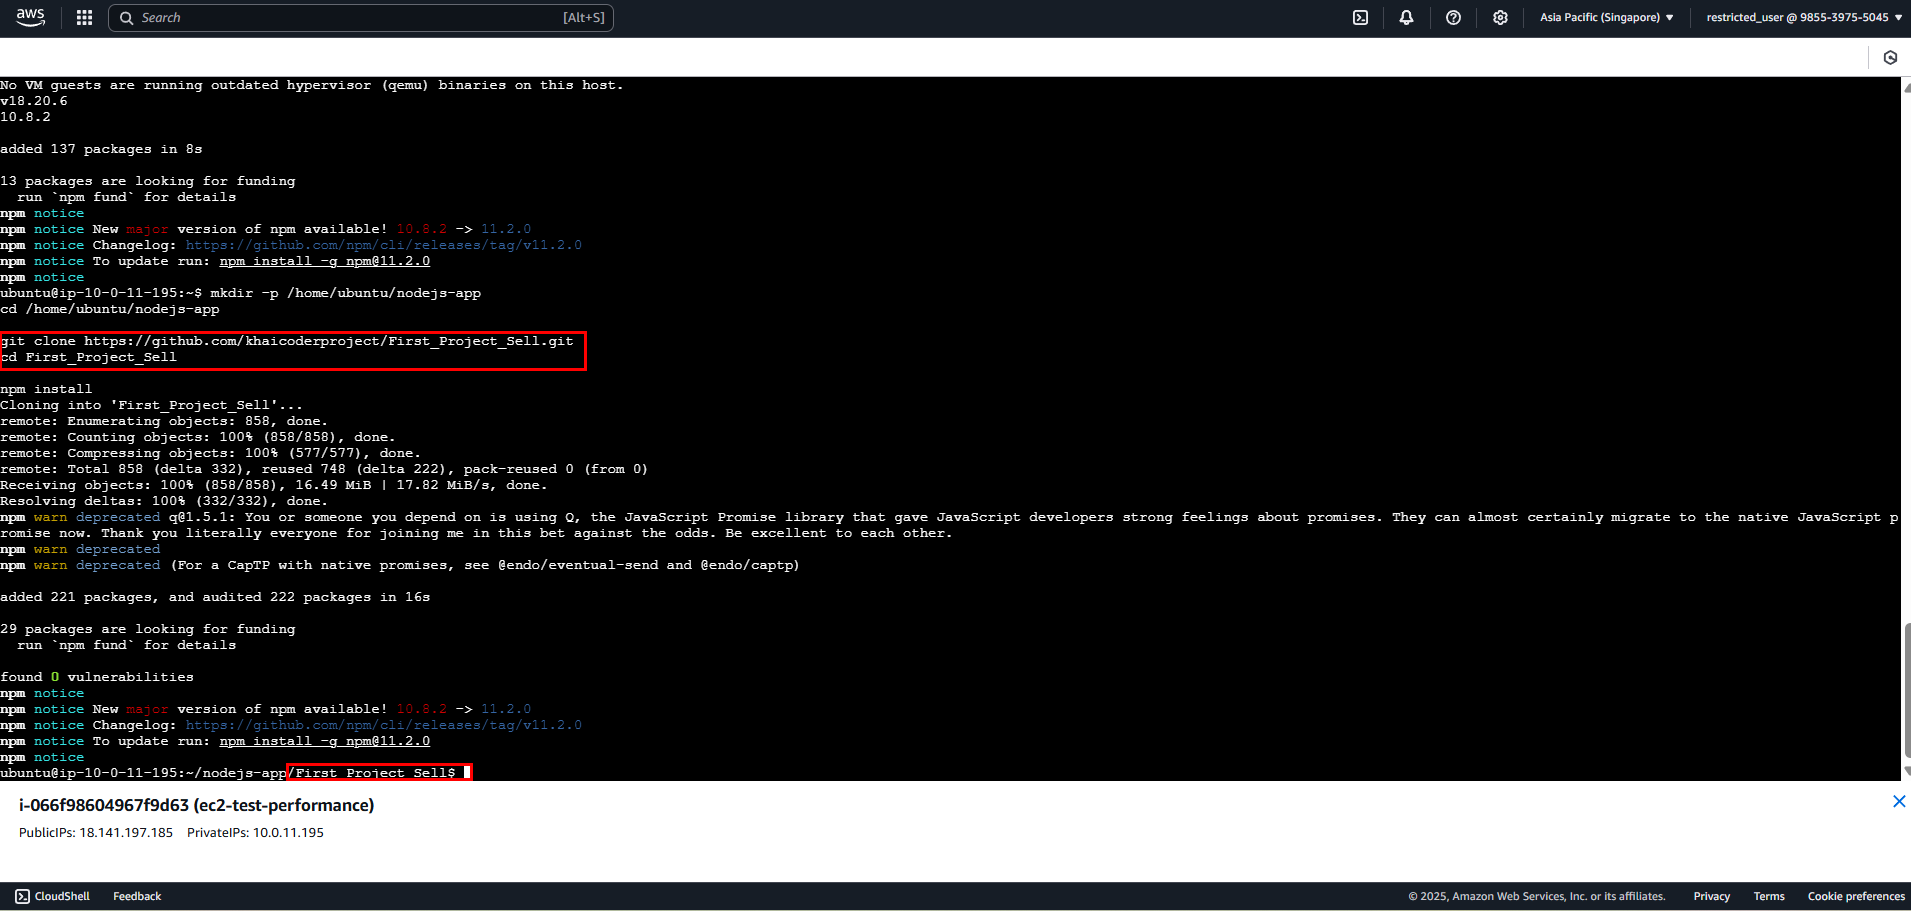 aws
Search [Alt+S]
Asia Pacific (Singapore) ▼
restricted_user @ 9855-3975-5045 ▼
No VM guests are running outdated hypervisor (qemu) binaries on this host.
v18.20.6
10.8.2
added 137 packages in 8s
13 packages are looking for funding
  run `npm fund` for details
npm notice
npm notice New major version of npm available! 10.8.2 -> 11.2.0
npm notice Changelog: https://github.com/npm/cli/releases/tag/v11.2.0
npm notice To update run: npm install -g npm@11.2.0
npm notice
ubuntu@ip-10-0-11-195:~$ mkdir -p /home/ubuntu/nodejs-app
cd /home/ubuntu/nodejs-app
git clone https://github.com/khaicoderproject/First_Project_Sell.git
cd First_Project_Sell
npm install
Cloning into 'First_Project_Sell'...
remote: Enumerating objects: 858, done.
remote: Counting objects: 100% (858/858), done.
remote: Compressing objects: 100% (577/577), done.
remote: Total 858 (delta 332), reused 748 (delta 222), pack-reused 0 (from 0)
Receiving objects: 100% (858/858), 16.49 MiB | 17.82 MiB/s, done.
Resolving deltas: 100% (332/332), done.
npm warn deprecated q@1.5.1: You or someone you depend on is using Q, the JavaScript Promise library that gave JavaScript developers strong feelings about promises. They can almost certainly migrate to the native JavaScript p
romise now. Thank you literally everyone for joining me in this bet against the odds. Be excellent to each other.
npm warn deprecated
npm warn deprecated (For a CapTP with native promises, see @endo/eventual-send and @endo/captp)
added 221 packages, and audited 222 packages in 16s
29 packages are looking for funding
  run `npm fund` for details
found 0 vulnerabilities
npm notice
npm notice New major version of npm available! 10.8.2 -> 11.2.0
npm notice Changelog: https://github.com/npm/cli/releases/tag/v11.2.0
npm notice To update run: npm install -g npm@11.2.0
npm notice
ubuntu@ip-10-0-11-195:~/nodejs-app/First_Project_Sell$
i-066f98604967f9d63 (ec2-test-performance)
PublicIPs: 18.141.197.185 PrivateIPs: 10.0.11.195
CloudShell Feedback
© 2025, Amazon Web Services, Inc. or its affiliates. Privacy Terms Cookie preferences